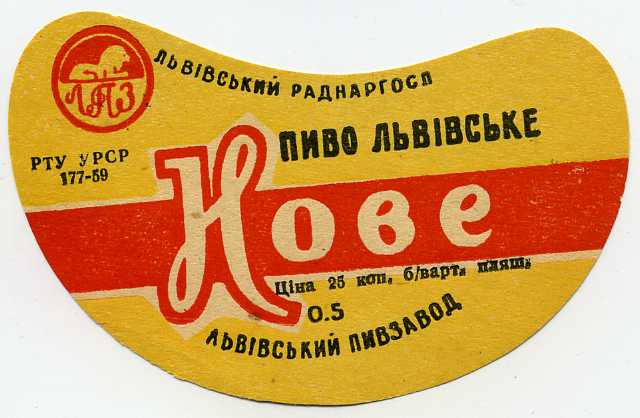 ЛПЗ
ЛЬВІВСЬКИЙ РАДНАРГОСП
РТУ УРСР
177-59
ПИВО ЛЬВІВСЬКЕ
Нове
Ціна 25 коп. б/варт. пляш.
0.5
ЛЬВІВСЬКИЙ ПИВЗАВОД